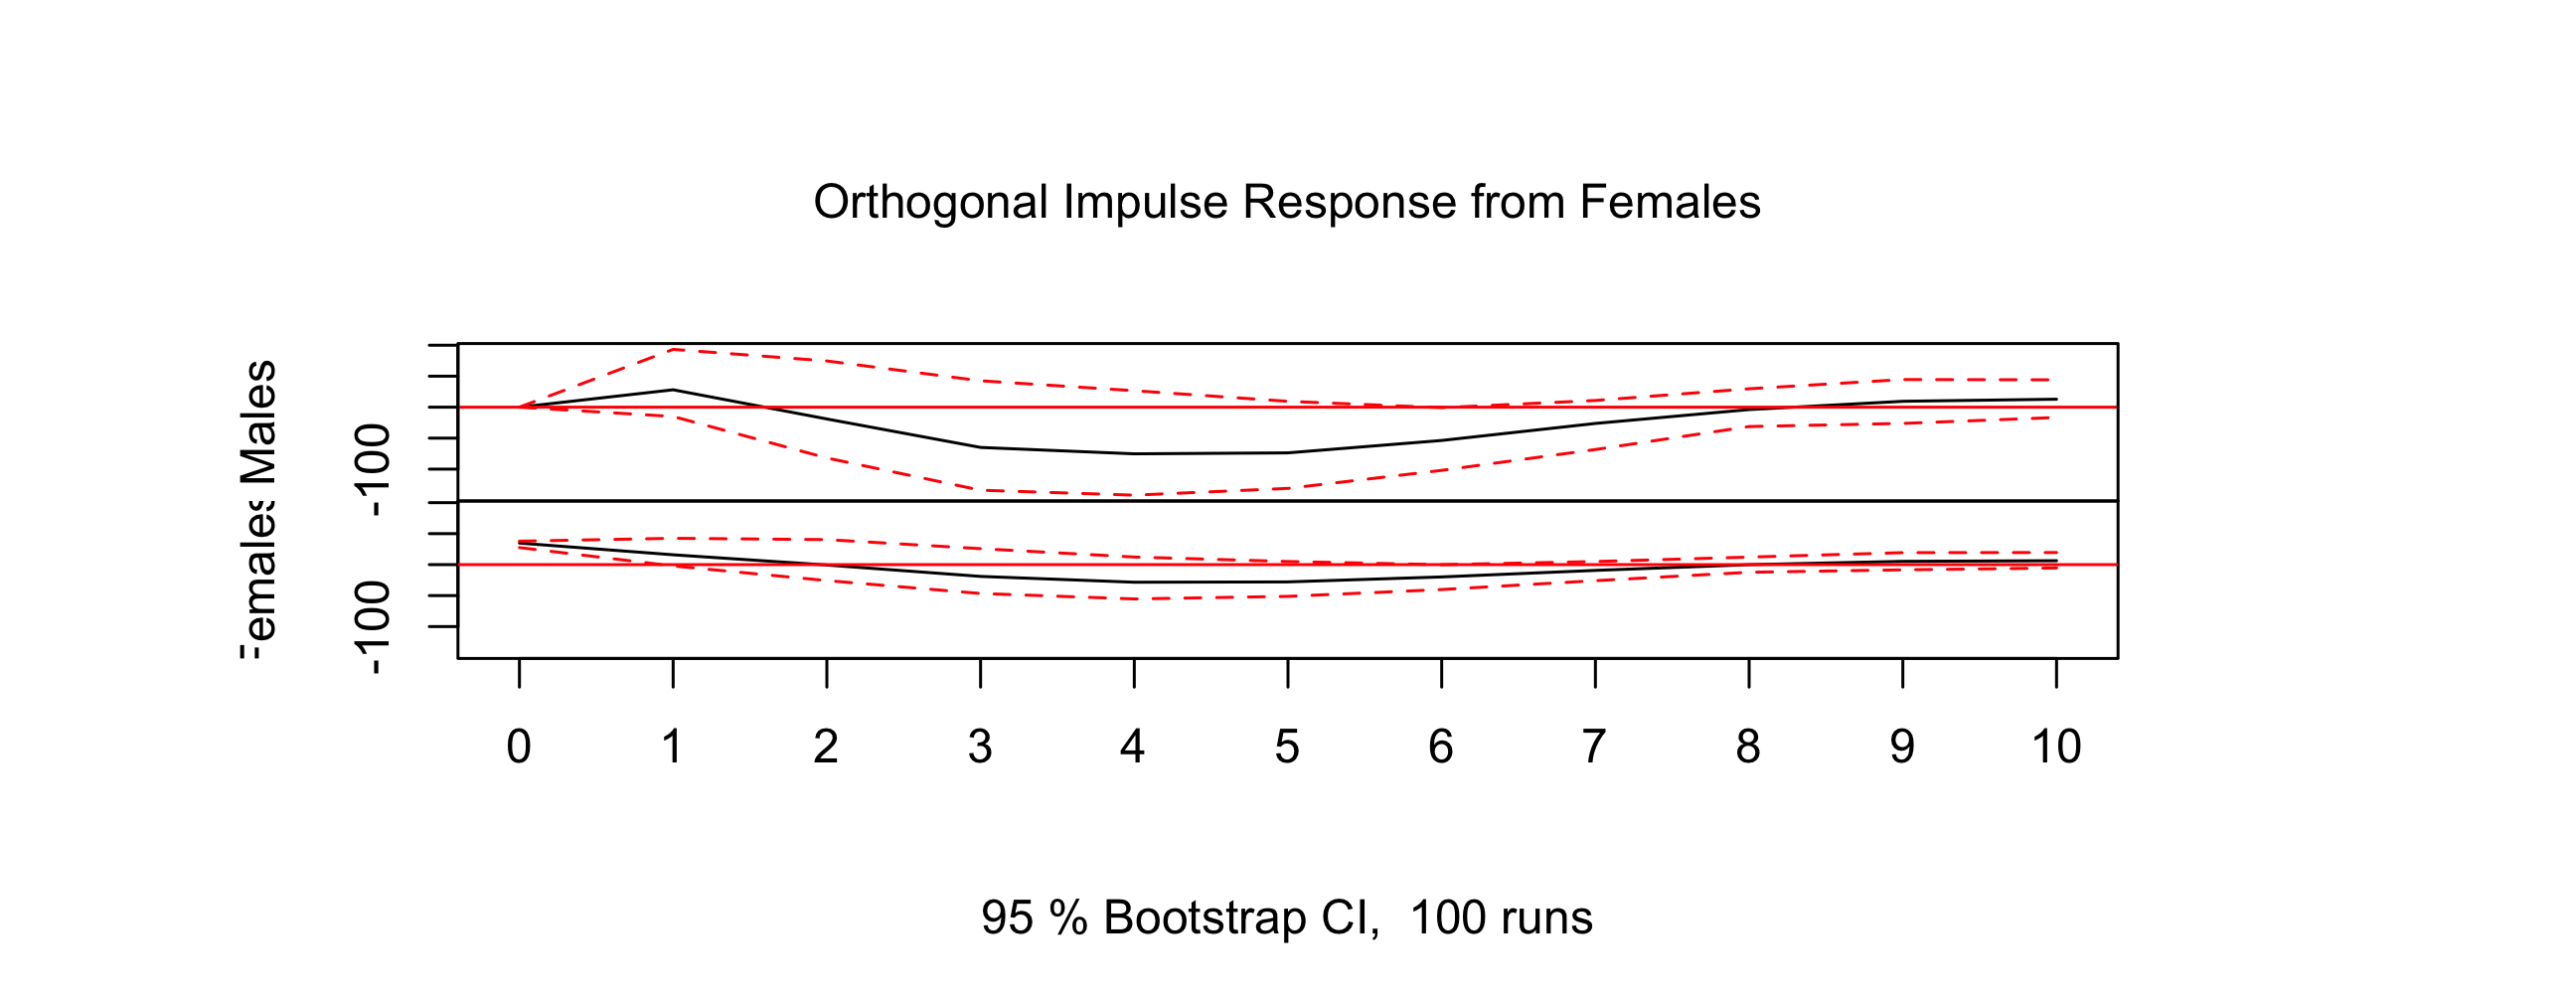 Orthogonal Impulse Response from Females
Males
-100
Females
-100
0 1 2 3 4 5 6 7 8 9 10
95 % Bootstrap CI,  100 runs